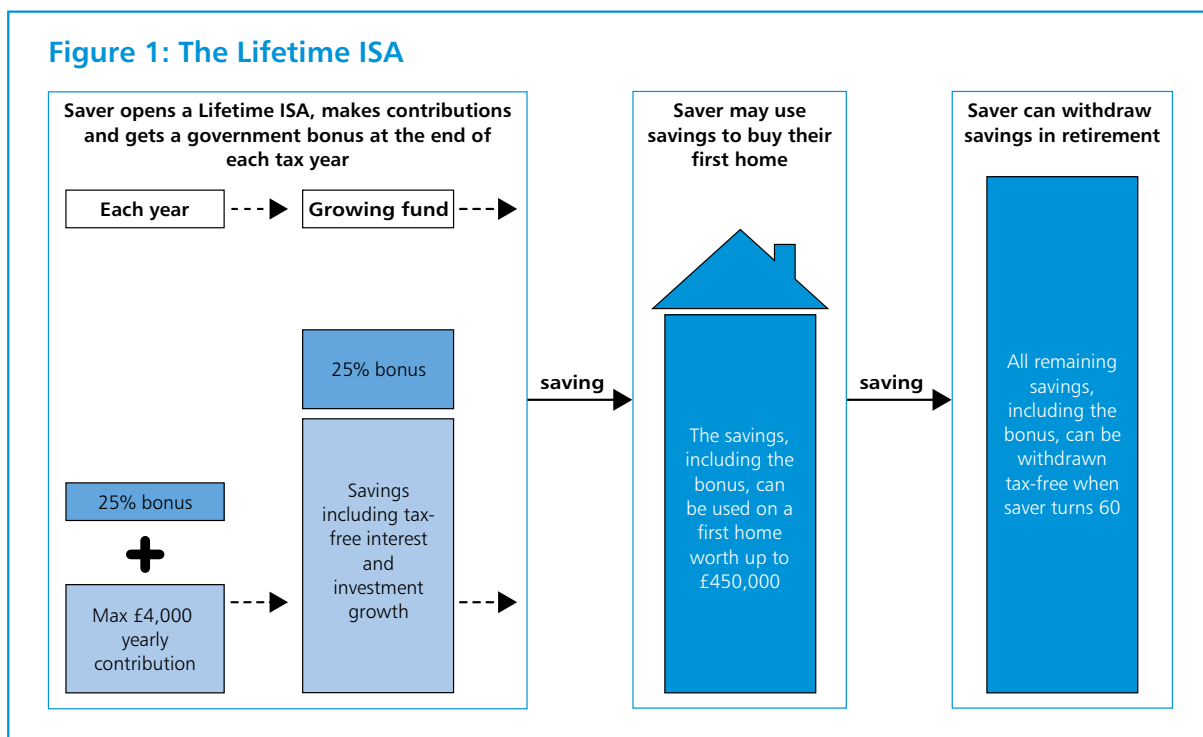 Figure 1: The Lifetime ISA
Saver opens a Lifetime ISA, makes contributions
and gets a government bonus at the end of
each tax year
Each year
Growing fund
25% bonus
Max £4,000
yearly
contribution
25% bonus
Savings
including tax-
free interest
and
investment
growth
saving
Saver may use
savings to buy their
first home
The savings,
including the
bonus, can
be used on a
first home
worth up to
£450,000
saving
Saver can withdraw
savings in retirement
All remaining
savings,
including the
bonus, can be
withdrawn
tax-free when
saver turns 60